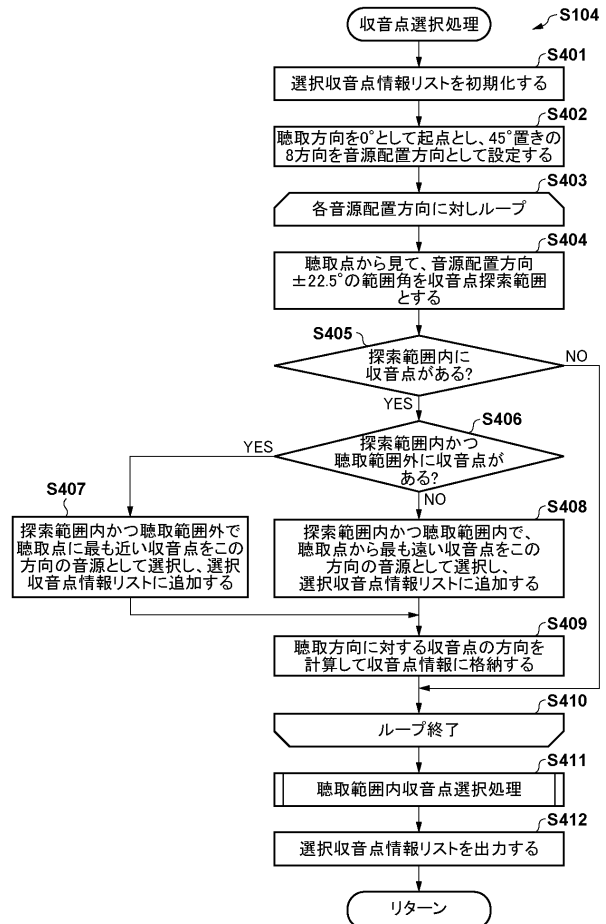 収音点選択処理
S104
S401
選択収音点情報リストを初期化する
S402
聴取方向を0°として起点とし、45°置きの
8方向を音源配置方向として設定する
S403
各音源配置方向に対しループ
S404
聴取点から見て、音源配置方向
±22.5°の範囲角を収音点探索範囲
とする
S405
探索範囲内に
収音点がある?
NO
YES
S406
探索範囲内かつ
聴取範囲外に収音点が
ある?
YES
NO
S407
探索範囲内かつ聴取範囲外で
聴取点に最も近い収音点をこの
方向の音源として選択し、選択
収音点情報リストに追加する
S408
探索範囲内かつ聴取範囲内で、
聴取点から最も遠い収音点をこの
方向の音源として選択し、
選択収音点情報リストに追加する
S409
聴取方向に対する収音点の方向を
計算して収音点情報に格納する
S410
ループ終了
S411
聴取範囲内収音点選択処理
S412
選択収音点情報リストを出力する
リターン